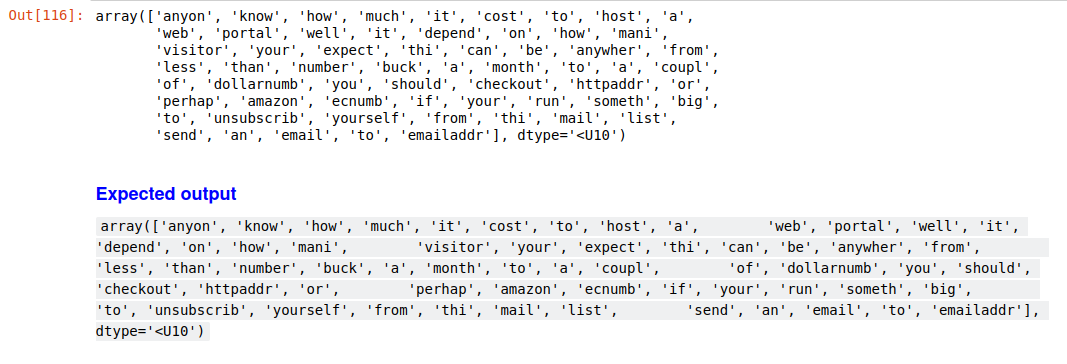 Out[116]: array(['anyon', 'know', 'how', 'much', 'it', 'cost', 'to', 'host', 'a',
'web', 'portal', 'well', 'it', 'depend', 'on', 'how', 'mani',
'visitor', 'your', 'expect', 'thi', 'can', 'be', 'anywher', 'from',
'less', 'than', 'number', 'buck', 'a', 'month', 'to', 'a', 'coupl',
'of', 'dollarnumb', 'you', 'should', 'checkout', 'httpaddr', 'or',
'perhap', 'amazon', 'ecnumb', 'if', 'your', 'run', 'someth', 'big',
'to', 'unsubscrib', 'yourself', 'from', 'thi', 'mail', 'list',
'send', 'an', 'email', 'to', 'emailaddr'], dtype='<U10')
Expected output
array(['anyon', 'know', 'how', 'much', 'it', 'cost', 'to', 'host', 'a', 'web', 'portal', 'well', 'it',
'depend', 'on', 'how', 'mani', 'visitor', 'your', 'expect', 'thi', 'can', 'be', 'anywher', 'from',
'less', 'than', 'number', 'buck', 'a', 'month', 'to', 'a', 'coupl', 'of', 'dollarnumb', 'you', 'should',
'checkout', 'httpaddr', 'or', 'perhap', 'amazon', 'ecnumb', 'if', 'your', 'run', 'someth', 'big',
'to', 'unsubscrib', 'yourself', 'from', 'thi', 'mail', 'list', 'send', 'an', 'email', 'to', 'emailaddr'],
dtype='<U10')